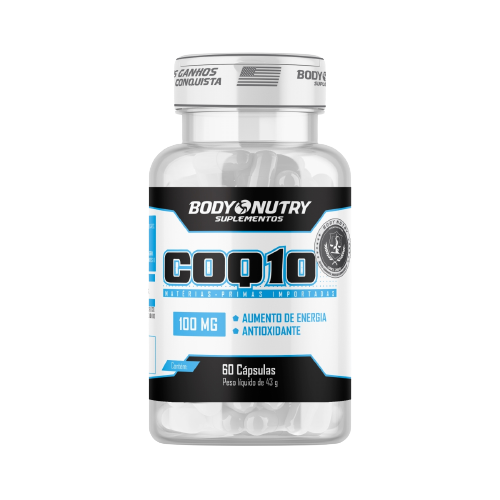 S GANHOS
CONQUISTA
BODY NUTRY
BODY NUTRY
SUPLEMENTOS
COQ10
MATÉRIAS-PRIMAS IMPORTADAS
100 MG
AUMENTO DE ENERGIA
ANTIOXIDANTE
60 Cápsulas
Peso líquido de 43 g